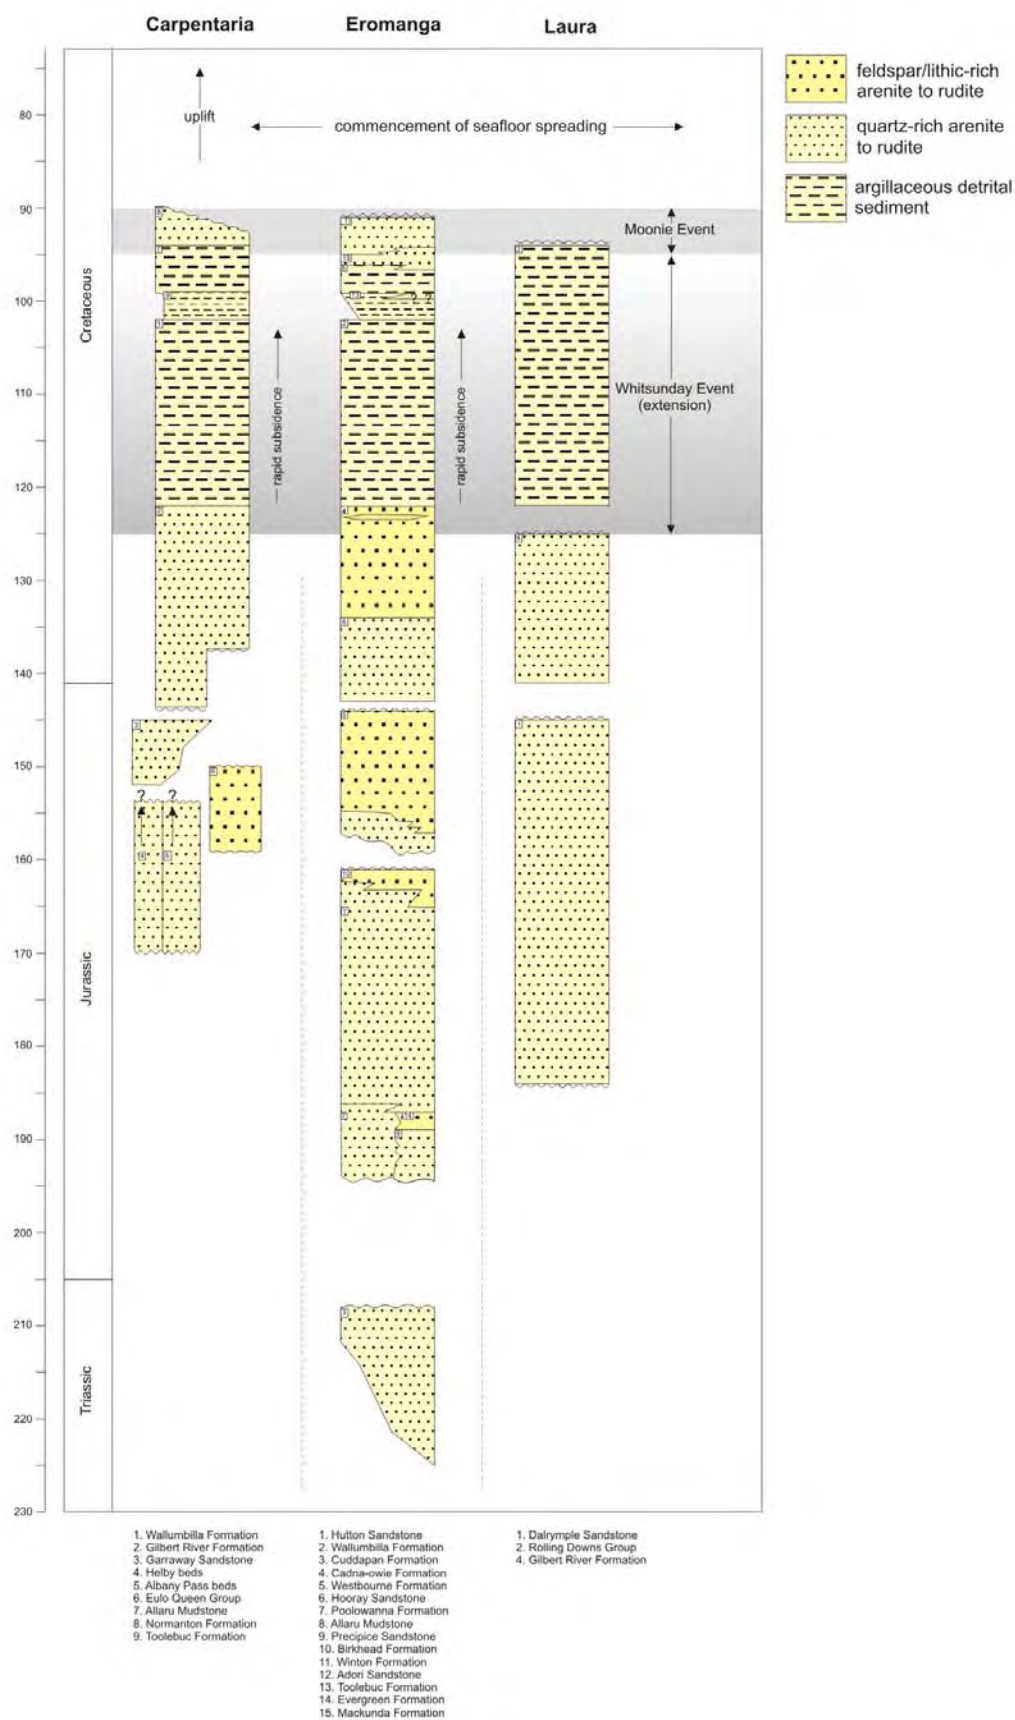 Carpentaria
Eromanga
Laura
feldspar/lithic-rich
arenite to rudite
quartz-rich arenite
to rudite
argillaceous detrital
sediment
uplift
commencement of seafloor spreading
Moonie Event
Whitsunday Event
(extension)
rapid subsidence
rapid subsidence
Cretaceous
Jurassic
Triassic
80
90
100
110
120
130
140
150
160
170
180
190
200
210
220
230
? ?
? ?
1. Wallumbilla Formation
2. Gilbert River Formation
3. Garraway Sandstone
4. Helby beds
5. Albany Pass beds
6. Eulo Queen Group
7. Allaru Mudstone
8. Normanton Formation
9. Toolebuc Formation
1. Hutton Sandstone
2. Wallumbilla Formation
3. Cuddapan Formation
4. Cadna-owie Formation
5. Westbourne Formation
6. Hooray Sandstone
7. Poolowanna Formation
8. Allaru Mudstone
9. Precipice Sandstone
10. Birkhead Formation
11. Winton Formation
12. Adori Sandstone
13. Toolebuc Formation
14. Evergreen Formation
15. Mackunda Formation
1. Dalrymple Sandstone
2. Rolling Downs Group
4. Gilbert River Formation